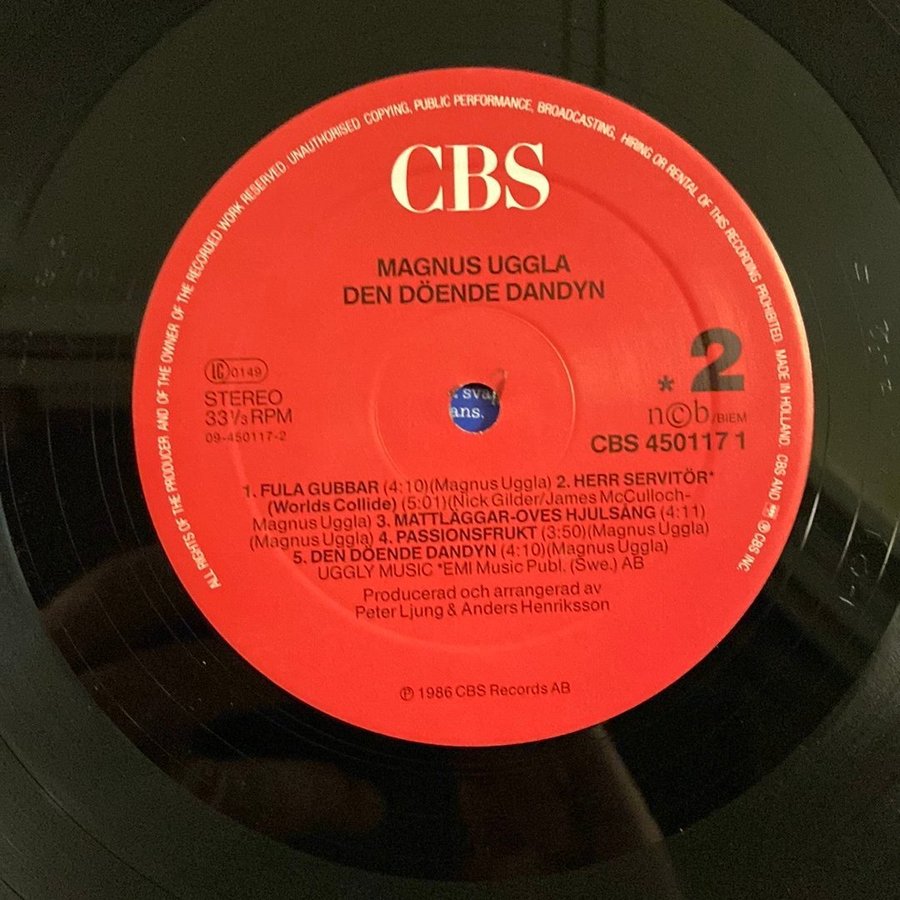 ALL RIGHTS OF THE PRODUCER AND OF THE OWNER OF THE RECORDED WORK RESERVED. UNAUTHORISED COPYING, PUBLIC PERFORMANCE, BROADCASTING, HIRING OR RENTAL OF THIS RECORDING PROHIBITED. MADE IN HOLLAND. CBS AND ℗ CBS INC.
CBS
MAGNUS UGGLA
DEN DÖENDE DANDYN
LC 0149
STEREO
33 1/3 RPM
09-450117-2
* 2
n©b/BIEM
CBS 450117 1
sva
ans.
1. FULA GUBBAR (4:10)(Magnus Uggla) 2. HERR SERVITÖR*
(Worlds Collide) (5:01)(Nick Gilder/James McCulloch-
Magnus Uggla) 3. MATTLÄGGAR-OVES HJULSÅNG (4:11)
(Magnus Uggla) 4. PASSIONSFRUKT (3:50)(Magnus Uggla)
5. DEN DÖENDE DANDYN (4:10)(Magnus Uggla)
UGGLY MUSIC *EMI Music Publ. (Swe.) AB
Producerad och arrangerad av
Peter Ljung & Anders Henriksson
℗ 1986 CBS Records AB